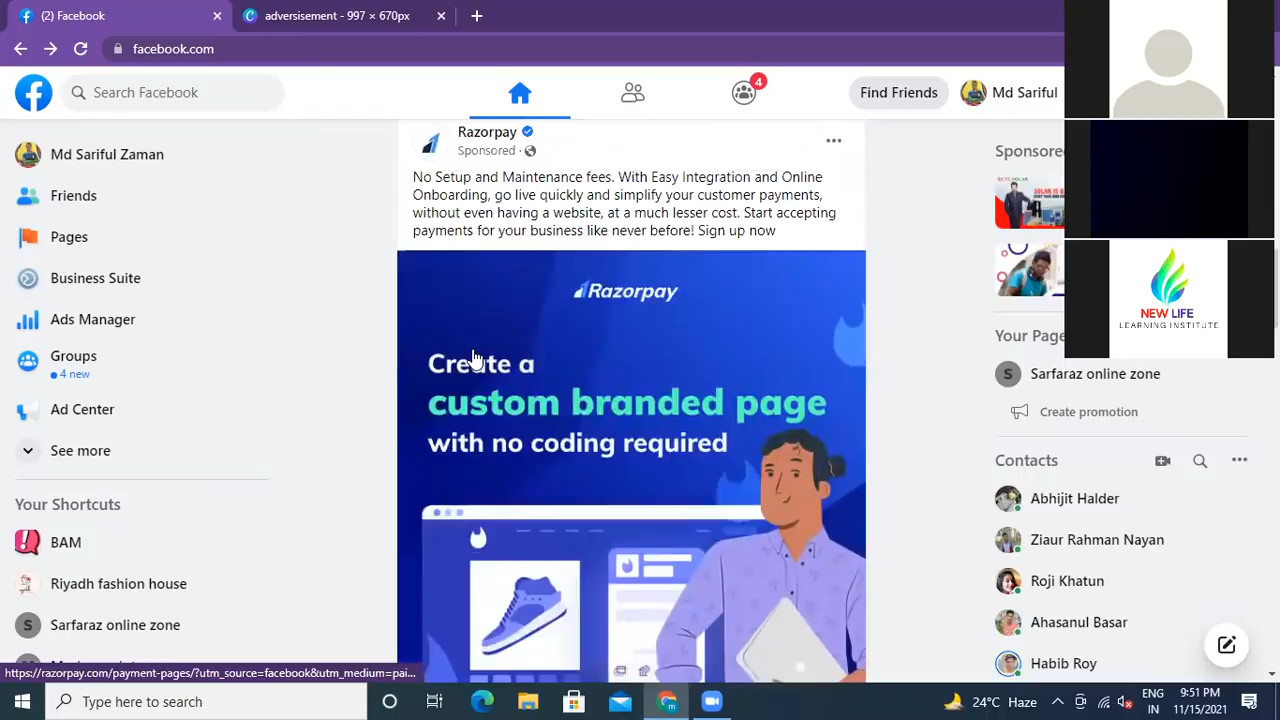 (2) Facebook
adversisement - 997 × 670px
facebook.com
Search Facebook
4
Find Friends
Md Sariful
Md Sariful Zaman
Friends
Pages
Business Suite
Ads Manager
Groups
4 new
Ad Center
See more
Your Shortcuts
BAM
Riyadh fashion house
Sarfaraz online zone
https://razorpay.com/payment-pages/?utm_source=facebook&utm_medium=pai...
Razorpay
Sponsored ·
No Setup and Maintenance fees. With Easy Integration and Online
Onboarding, go live quickly and simplify your customer payments,
without even having a website, at a much lesser cost. Start accepting
payments for your business like never before! Sign up now
Razorpay
Create a
custom branded page
with no coding required
Sponsore
Your Pag
S
Sarfaraz online zone
Create promotion
Contacts
Abhijit Halder
Ziaur Rahman Nayan
Roji Khatun
Ahasanul Basar
Habib Roy
NEW LIFE
LEARNING INSTITUTE
Type here to search
24°C Haze
ENG
IN
9:51 PM
11/15/2021